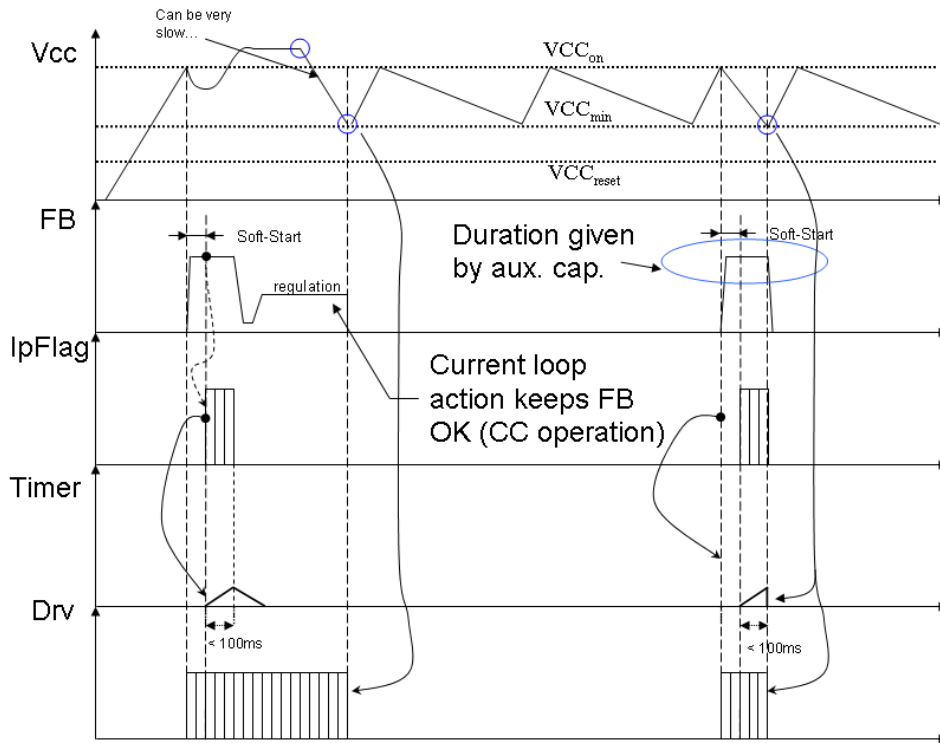 Can be very
slow...
Vcc
VCCon
VCCmin
VCCreset
FB
Soft-Start
Duration given
by aux. cap.
Soft-Start
regulation
IpFlag
Current loop
action keeps FB
OK (CC operation)
Timer
Drv
< 100ms
< 100ms